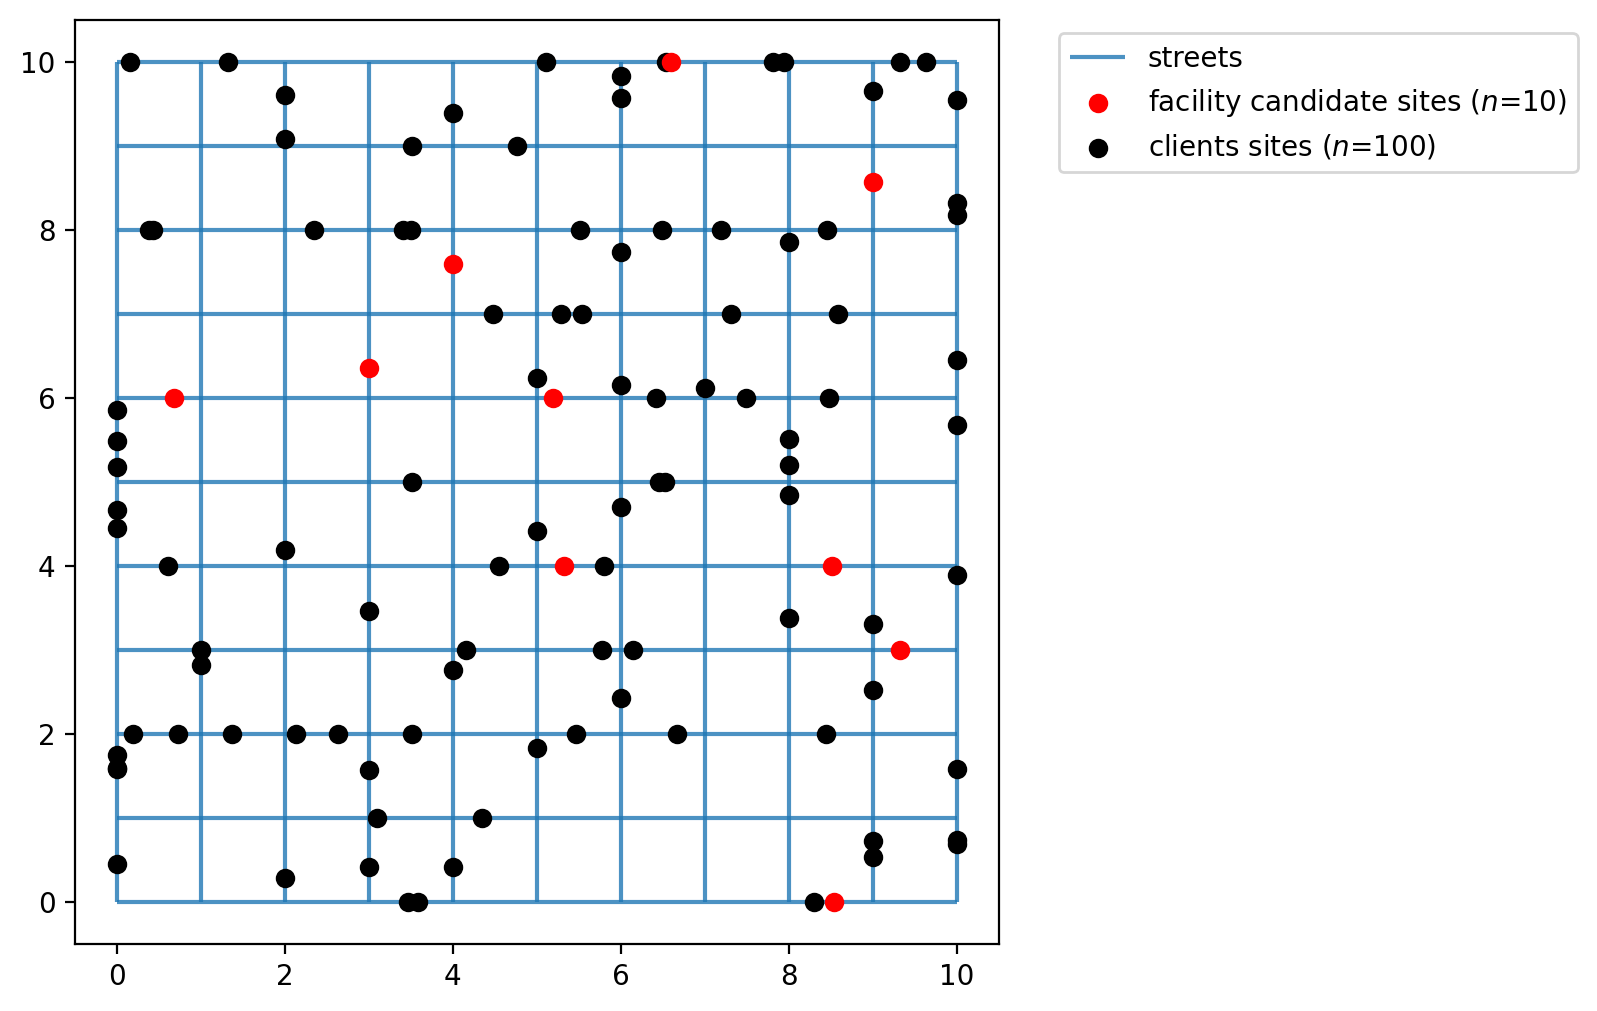 10
8
6
4
2
0
0 2 4 6 8 10
streets
facility candidate sites (n=10)
clients sites (n=100)